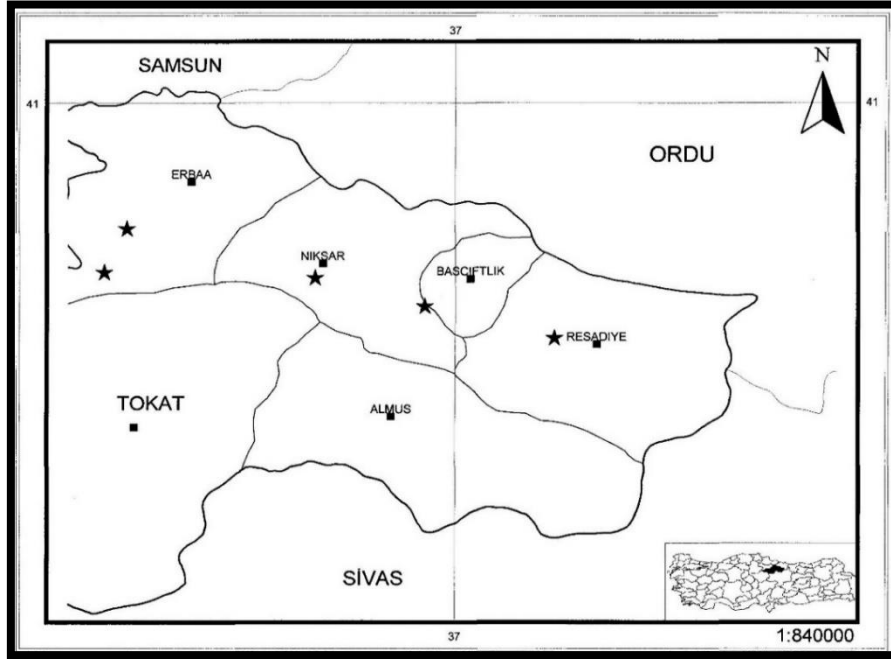 37
SAMSUN
N
41
41
ORDU
ERBAA
NIKSAR
BASCIFTLIK
RESADIYE
TOKAT
ALMUS
SİVAS
37
1:840000